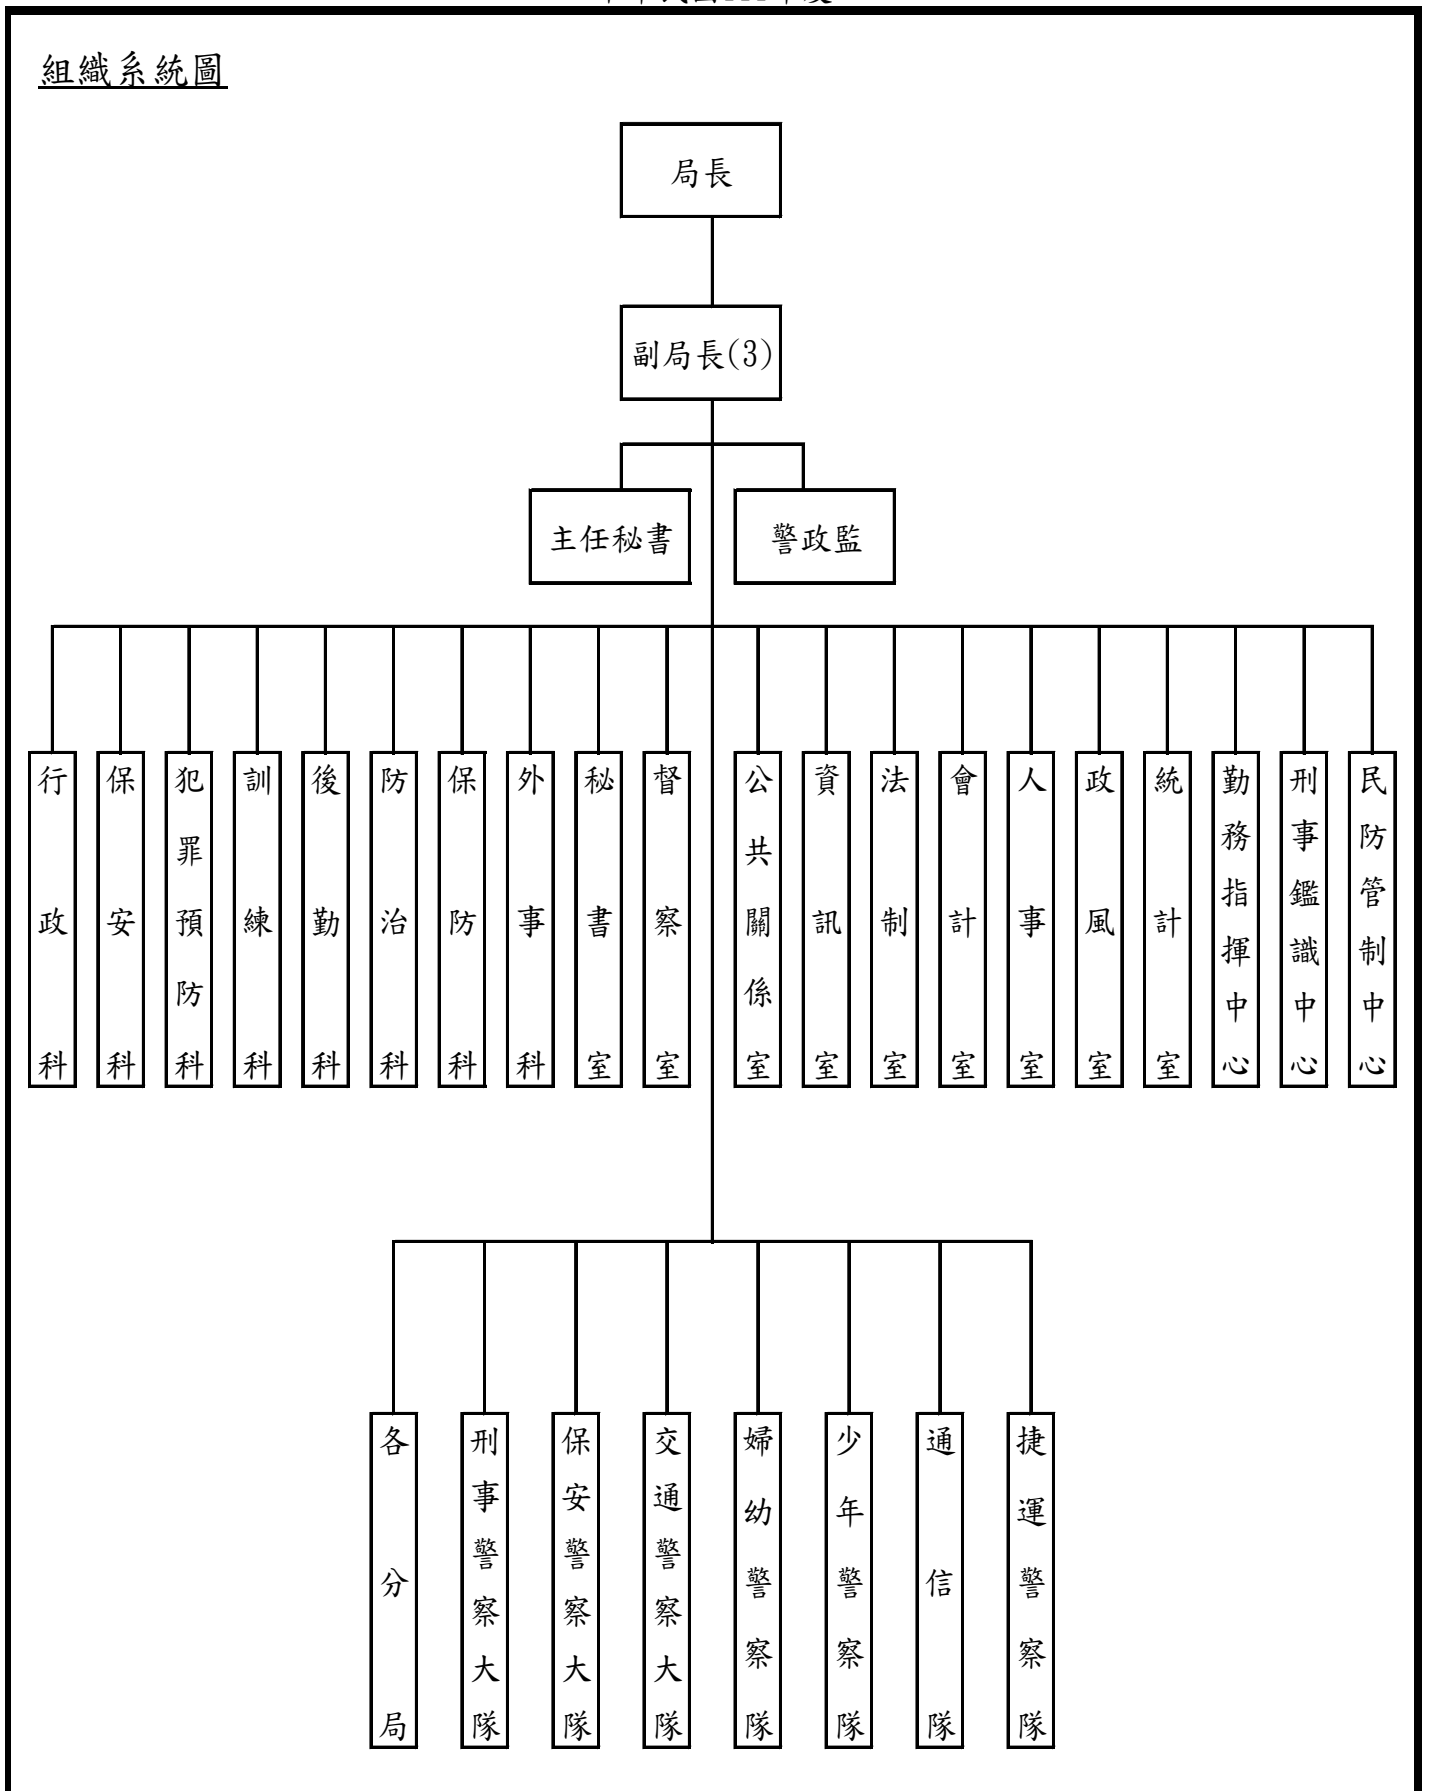 組織系統圖
局長
副局長(3)
主任秘書
警政監
行政科
保安科
犯罪預防科
訓練科
後勤科
防治科
保防科
外事科
秘書室
督察室
公共關係室
資訊室
法制室
會計室
人事室
政風室
統計室
勤務指揮中心
刑事鑑識中心
民防管制中心
各分局
刑事警察大隊
保安警察大隊
交通警察大隊
婦幼警察隊
少年警察隊
通信隊
捷運警察隊